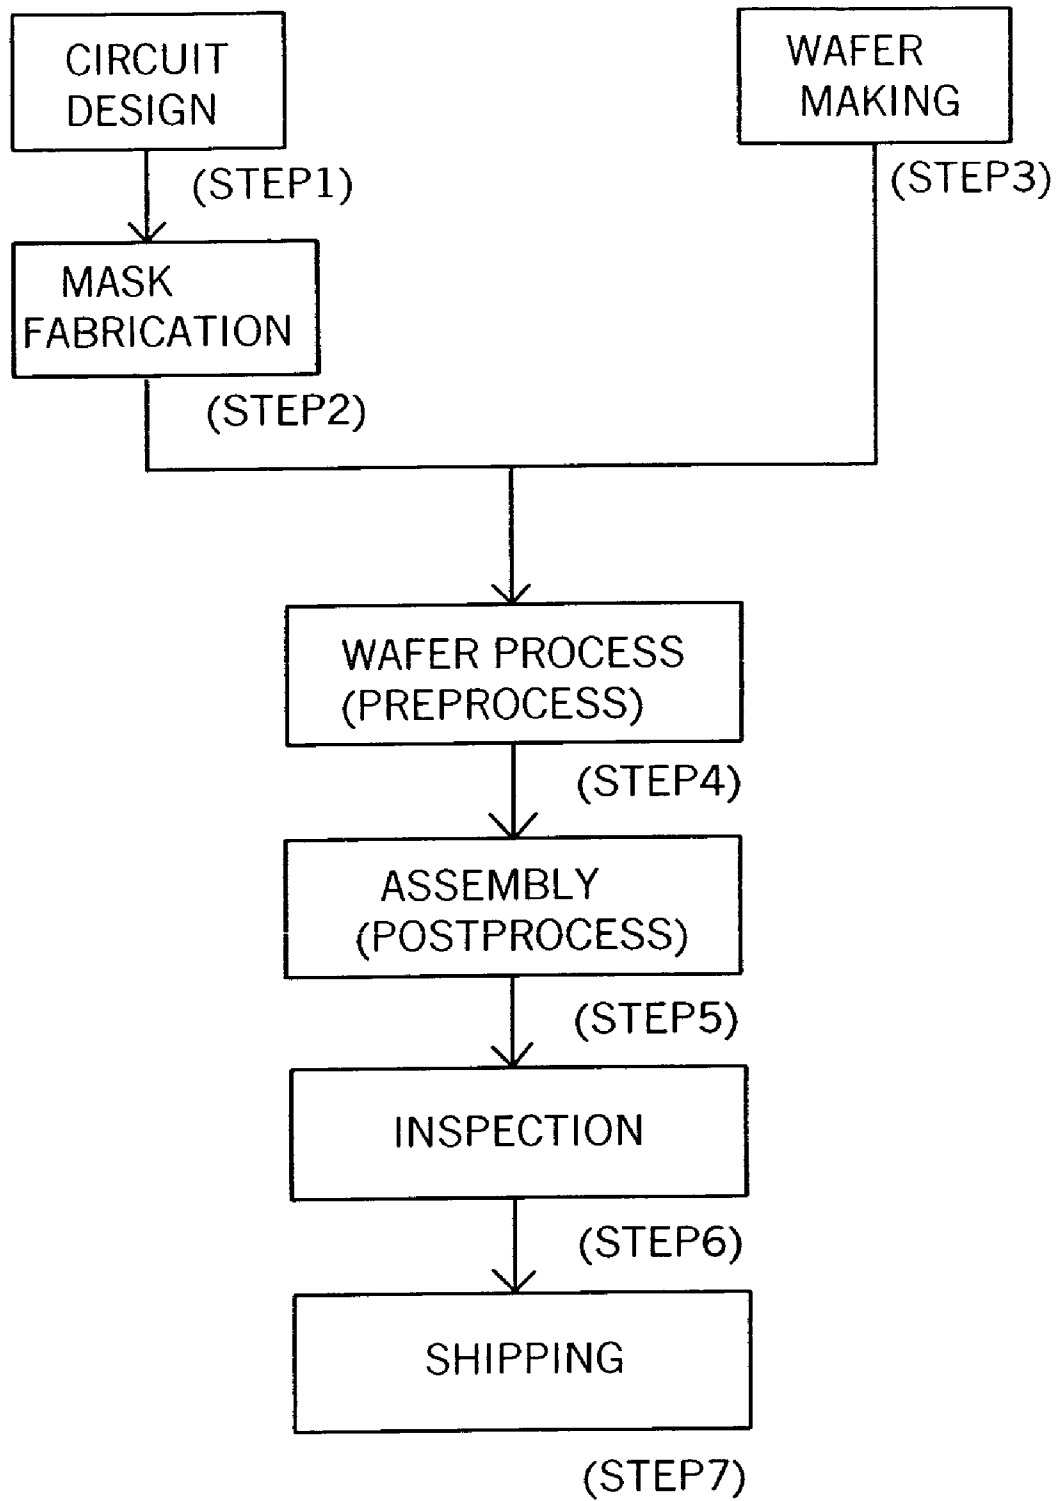 CIRCUIT
DESIGN
(STEP1)
MASK
FABRICATION
(STEP2)
WAFER
MAKING
(STEP3)
WAFER PROCESS
(PREPROCESS)
(STEP4)
ASSEMBLY
(POSTPROCESS)
(STEP5)
INSPECTION
(STEP6)
SHIPPING
(STEP7)